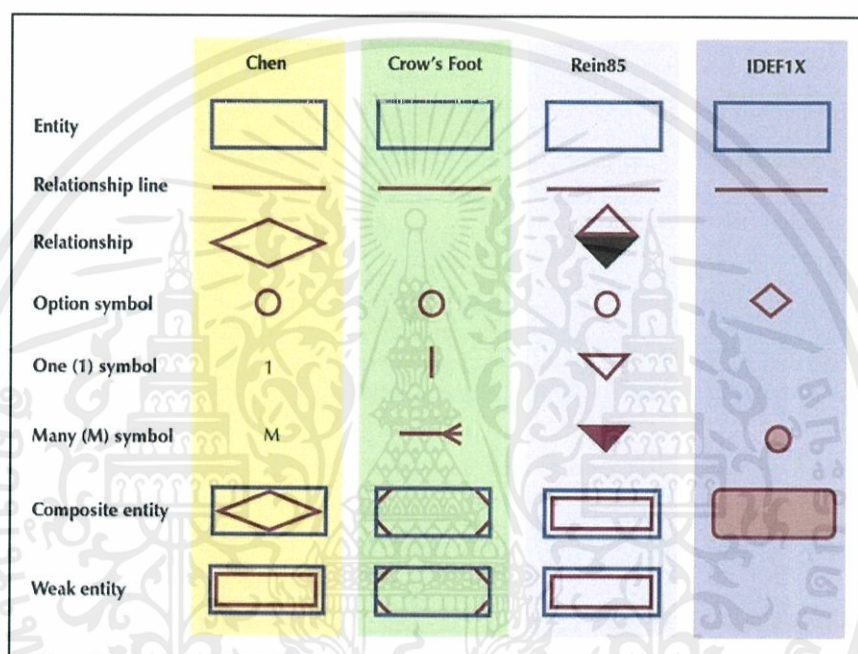 Chen Crow's Foot Rein85 IDEF1X
Entity
Relationship line
Relationship
Option symbol
One (1) symbol 1
Many (M) symbol M
Composite entity
Weak entity